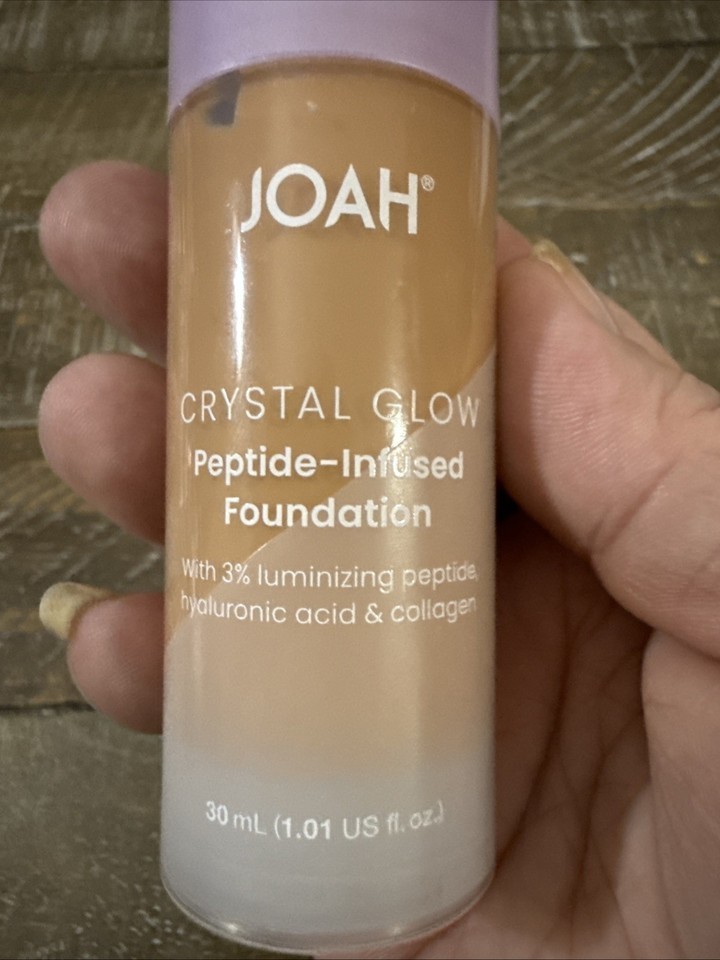 JOAH®
CRYSTAL GLOW
Peptide-Infused
Foundation
With 3% luminizing peptide,
hyaluronic acid & collagen
30 mL (1.01 US fl. oz.)